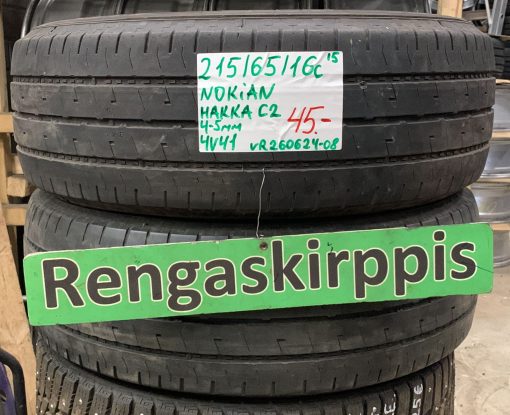 215/65/16c 15
NOKiAN
HAKKA C2
4-5mm
45.-
4V41 VR260624-08
Rengaskirppis